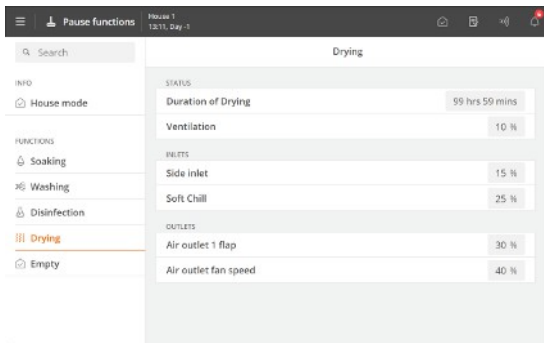 Pause functions
House 1
13:11, Day -1
Search
Drying
INFO
House mode
FUNCTIONS
Soaking
Washing
Disinfection
Drying
Empty
STATUS
Duration of Drying 99 hrs 59 mins
Ventilation 10 %
INLETS
Side inlet 15 %
Soft Chill 25 %
OUTLETS
Air outlet 1 flap 30 %
Air outlet fan speed 40 %